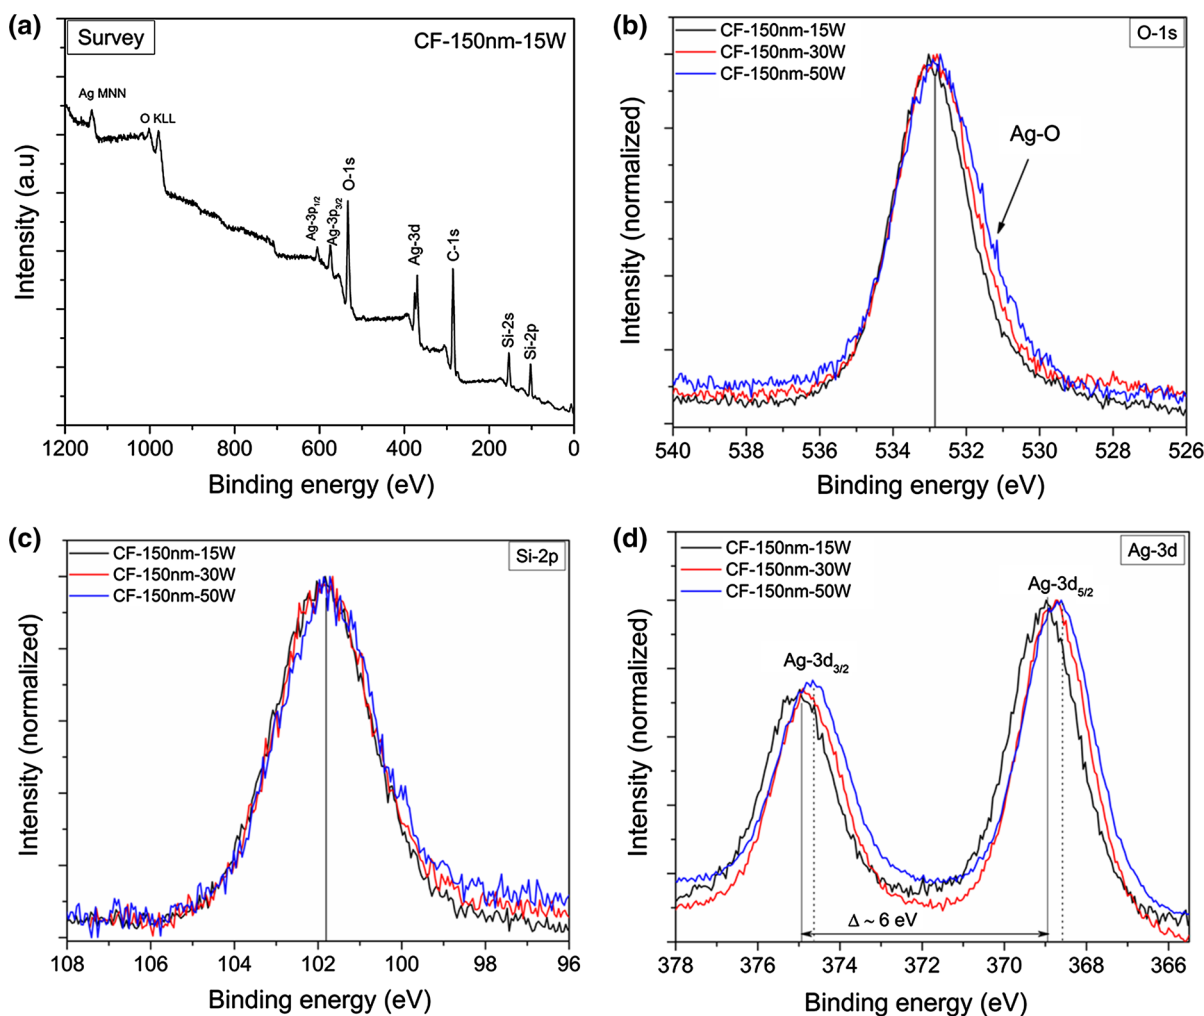 (a)
Survey
CF-150nm-15W
Ag MNN
O KLL
Ag-3p1/2
Ag-3p3/2
O-1s
Ag-3d
C-1s
Si-2s
Si-2p
Intensity (a.u)
1200 1000 800 600 400 200 0
Binding energy (eV)
(b)
CF-150nm-15W
CF-150nm-30W
CF-150nm-50W
O-1s
Ag-O
Intensity (normalized)
540 538 536 534 532 530 528 526
Binding energy (eV)
(c)
CF-150nm-15W
CF-150nm-30W
CF-150nm-50W
Si-2p
Intensity (normalized)
108 106 104 102 100 98 96
Binding energy (eV)
(d)
CF-150nm-15W
CF-150nm-30W
CF-150nm-50W
Ag-3d
Ag-3d5/2
Ag-3d3/2
Δ ~ 6 eV
Intensity (normalized)
378 376 374 372 370 368 366
Binding energy (eV)